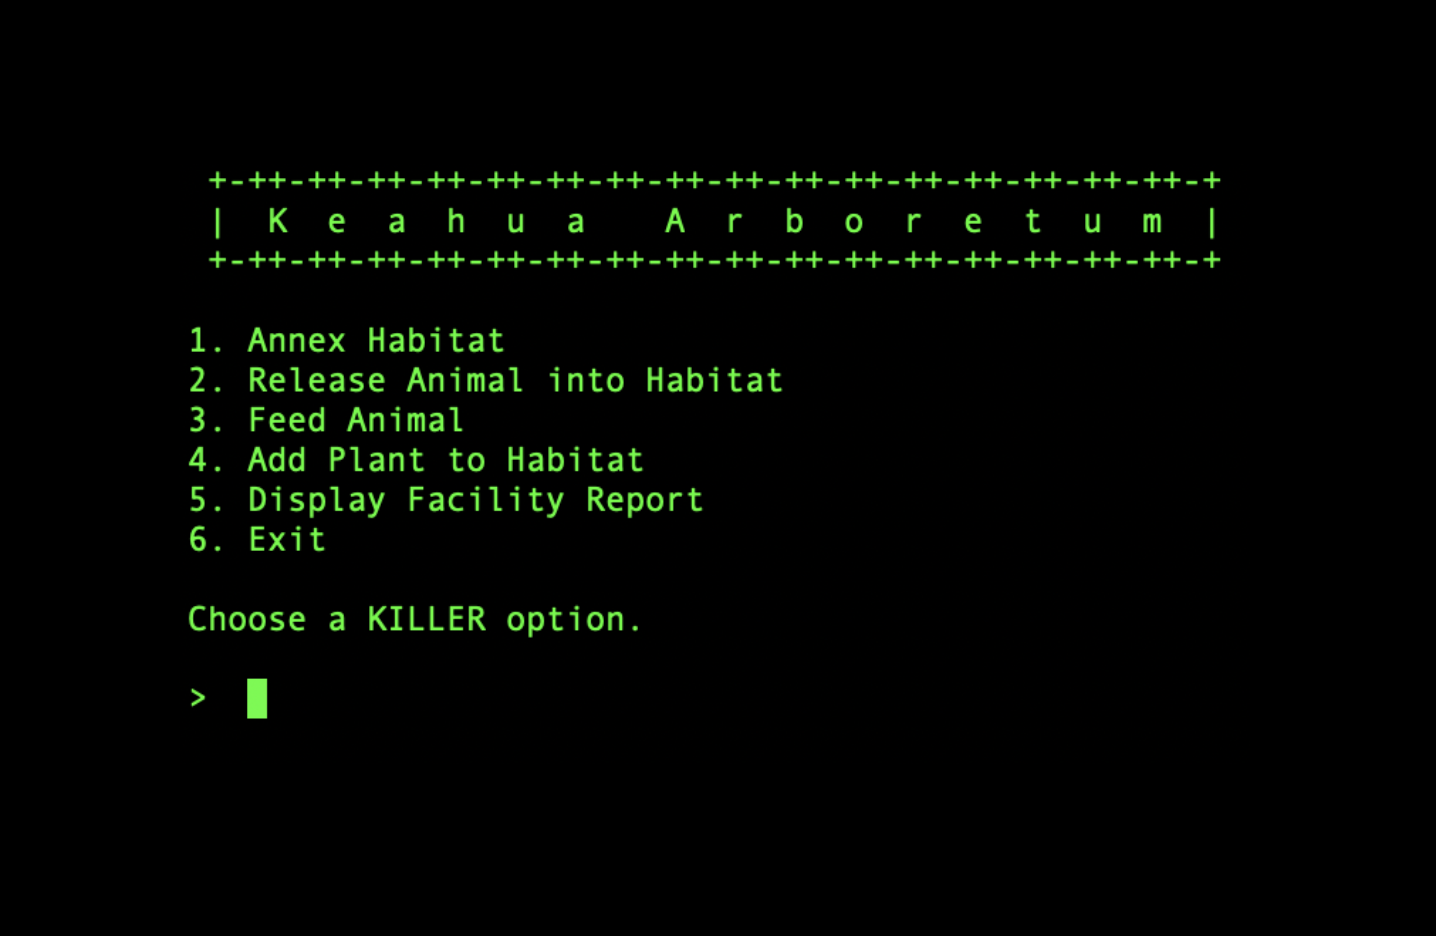 +-++-++-++-++-++-++-++-++-++-++-++-++-++-++-++-++-+
| K e a h u a  A r b o r e t u m |
+-++-++-++-++-++-++-++-++-++-++-++-++-++-++-++-++-+
1. Annex Habitat
2. Release Animal into Habitat
3. Feed Animal
4. Add Plant to Habitat
5. Display Facility Report
6. Exit
Choose a KILLER option.
>